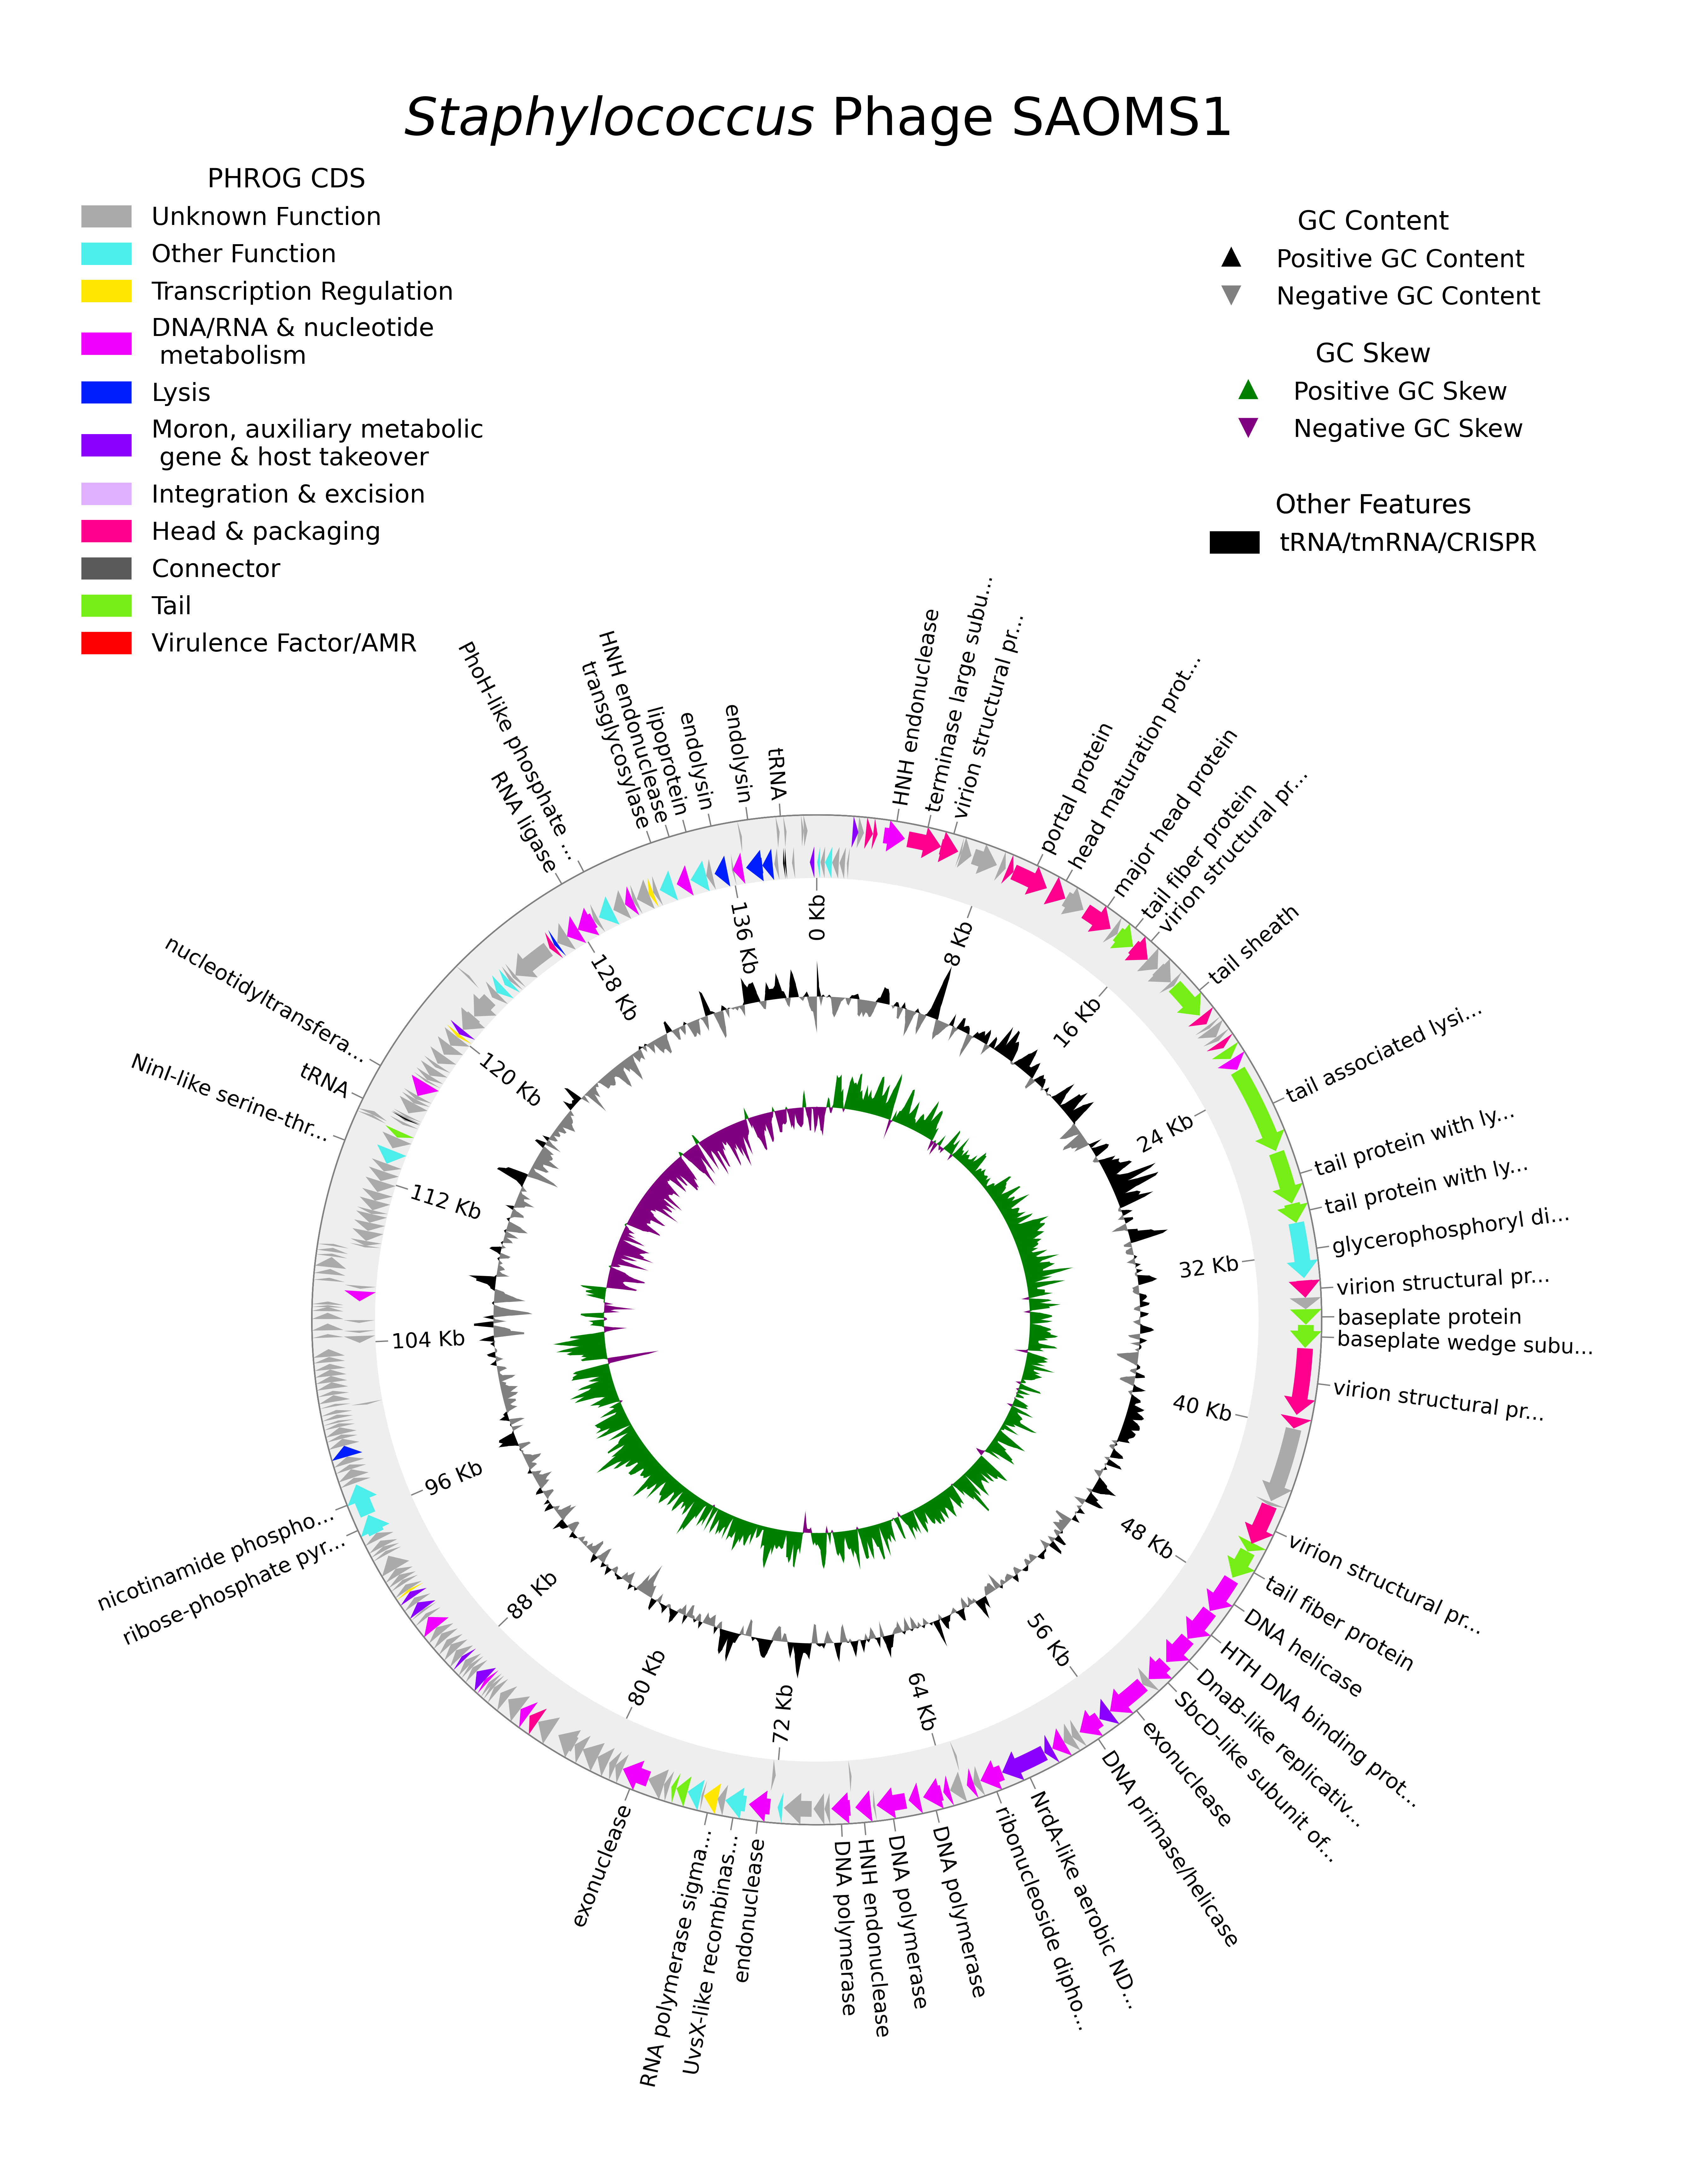 Staphylococcus Phage SAOMS1
PHROG CDS
Unknown Function
Other Function
Transcription Regulation
DNA/RNA & nucleotide
metabolism
Lysis
Moron, auxiliary metabolic
gene & host takeover
Integration & excision
Head & packaging
Connector
Tail
Virulence Factor/AMR
GC Content
Positive GC Content
Negative GC Content
GC Skew
Positive GC Skew
Negative GC Skew
Other Features
tRNA/tmRNA/CRISPR
HNH endonuclease
terminase large subu...
virion structural pr...
portal protein
head maturation prot...
major head protein
tail fiber protein
virion structural pr...
tail sheath
tail associated lysi...
tail protein with ly...
tail protein with ly...
glycerophosphoryl di...
virion structural pr...
baseplate protein
baseplate wedge subu...
virion structural pr...
virion structural pr...
tail fiber protein
DNA helicase
HTH DNA binding prot...
DnaB-like replicativ...
SbcD-like subunit of...
exonuclease
DNA primase/helicase
NrdA-like aerobic ND...
ribonucleoside dipho...
DNA polymerase
DNA polymerase
HNH endonuclease
DNA polymerase
endonuclease
UvsX-like recombinas...
RNA polymerase sigma...
exonuclease
ribose-phosphate pyr...
nicotinamide phospho...
NinI-like serine-thr...
tRNA
nucleotidyltransfera...
RNA ligase
PhoH-like phosphate ...
transglycosylase
HNH endonuclease
lipoprotein
endolysin
endolysin
tRNA
0 Kb
8 Kb
16 Kb
24 Kb
32 Kb
40 Kb
48 Kb
56 Kb
64 Kb
72 Kb
80 Kb
88 Kb
96 Kb
104 Kb
112 Kb
120 Kb
128 Kb
136 Kb